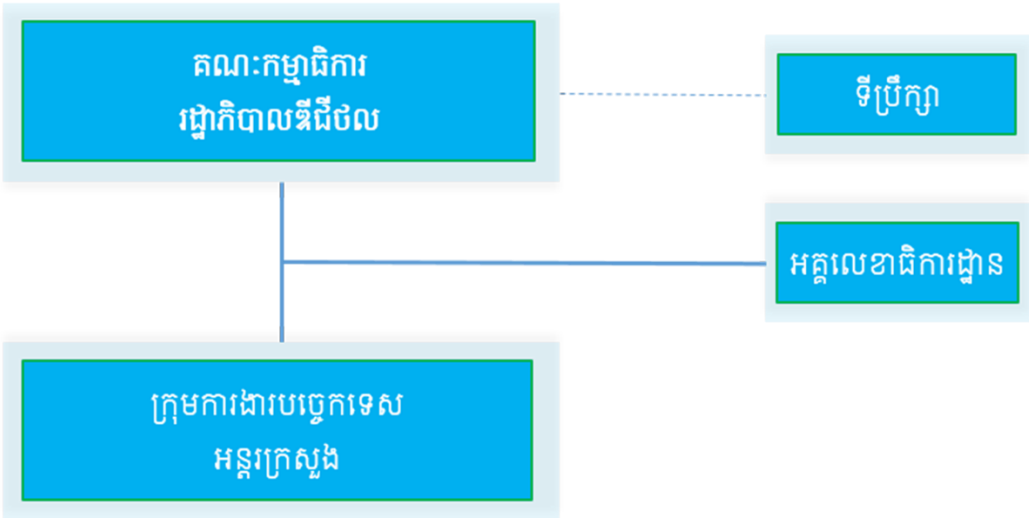 គណៈកម្មាធិការ
រដ្ឋាភិបាលឌីជីថល
ទីប្រឹក្សា
អគ្គលេខាធិការដ្ឋាន
ក្រុមការងារបច្ចេកទេស
អន្តរក្រសួង